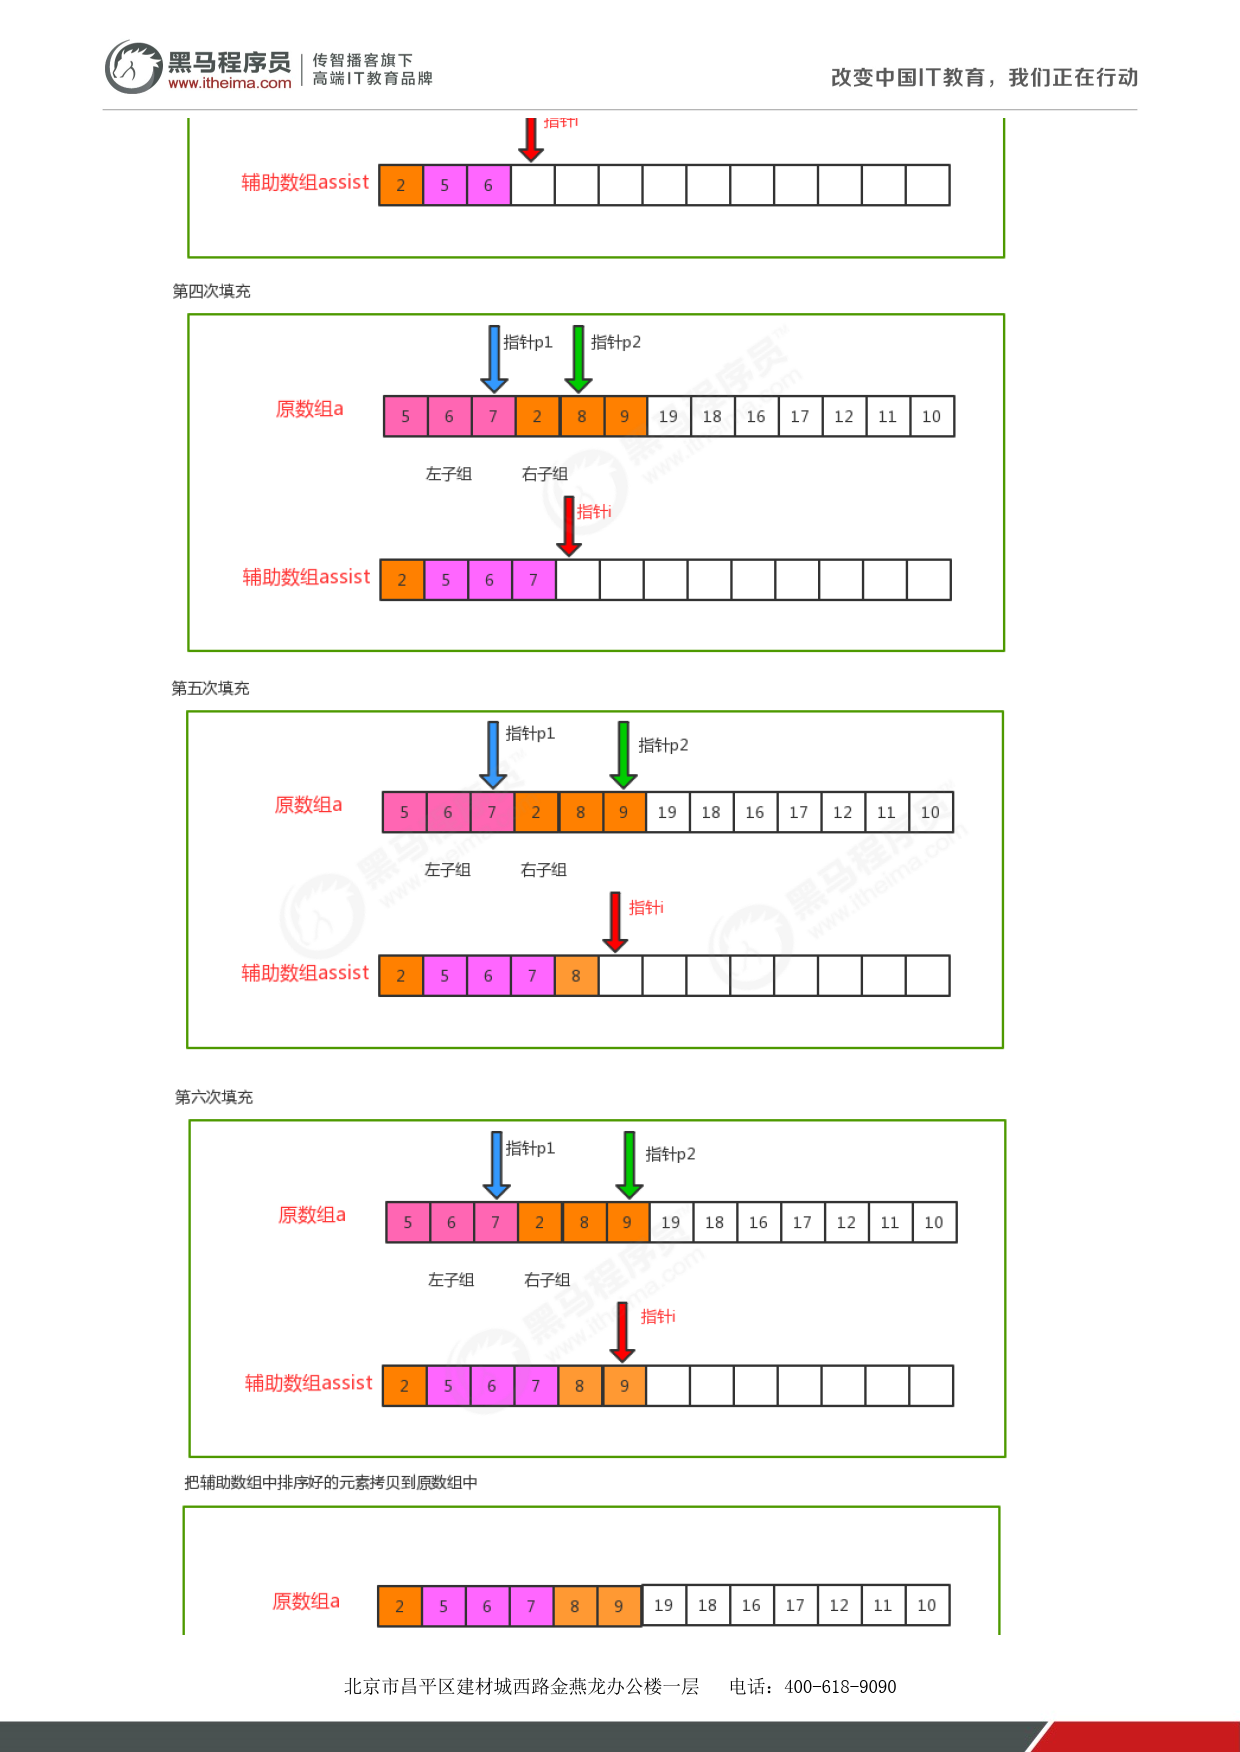 黑马程序员
www.itheima.com
传智播客旗下
高端IT教育品牌
改变中国IT教育，我们正在行动
指针i
辅助数组assist 2 5 6
第四次填充
指针p1 指针p2
原数组a 5 6 7 2 8 9 19 18 16 17 12 11 10
左子组 右子组
指针i
辅助数组assist 2 5 6 7
第五次填充
指针p1 指针p2
原数组a 5 6 7 2 8 9 19 18 16 17 12 11 10
左子组 右子组
指针i
辅助数组assist 2 5 6 7 8
第六次填充
指针p1 指针p2
原数组a 5 6 7 2 8 9 19 18 16 17 12 11 10
左子组 右子组
指针i
辅助数组assist 2 5 6 7 8 9
把辅助数组中排序好的元素拷贝到原数组中
原数组a 2 5 6 7 8 9 19 18 16 17 12 11 10
北京市昌平区建材城西路金燕龙办公楼一层 电话：400-618-9090